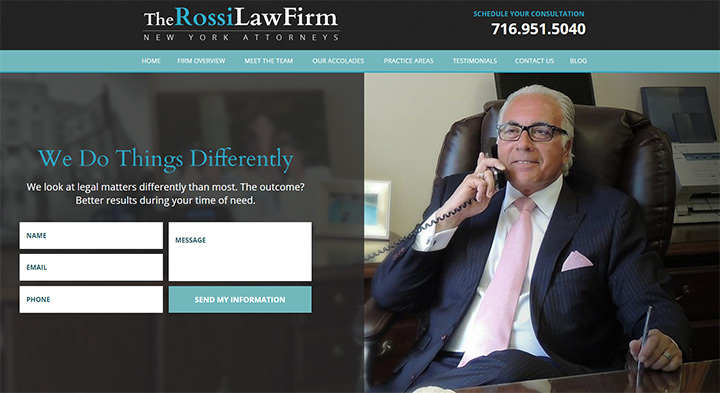 The Rossi Law Firm
NEW YORK ATTORNEYS
SCHEDULE YOUR CONSULTATION
716.951.5040
HOME FIRM OVERVIEW MEET THE TEAM OUR ACCOLADES PRACTICE AREAS TESTIMONIALS CONTACT US BLOG
We Do Things Differently
We look at legal matters differently than most. The outcome?
Better results during your time of need.
NAME
EMAIL
PHONE
MESSAGE
SEND MY INFORMATION